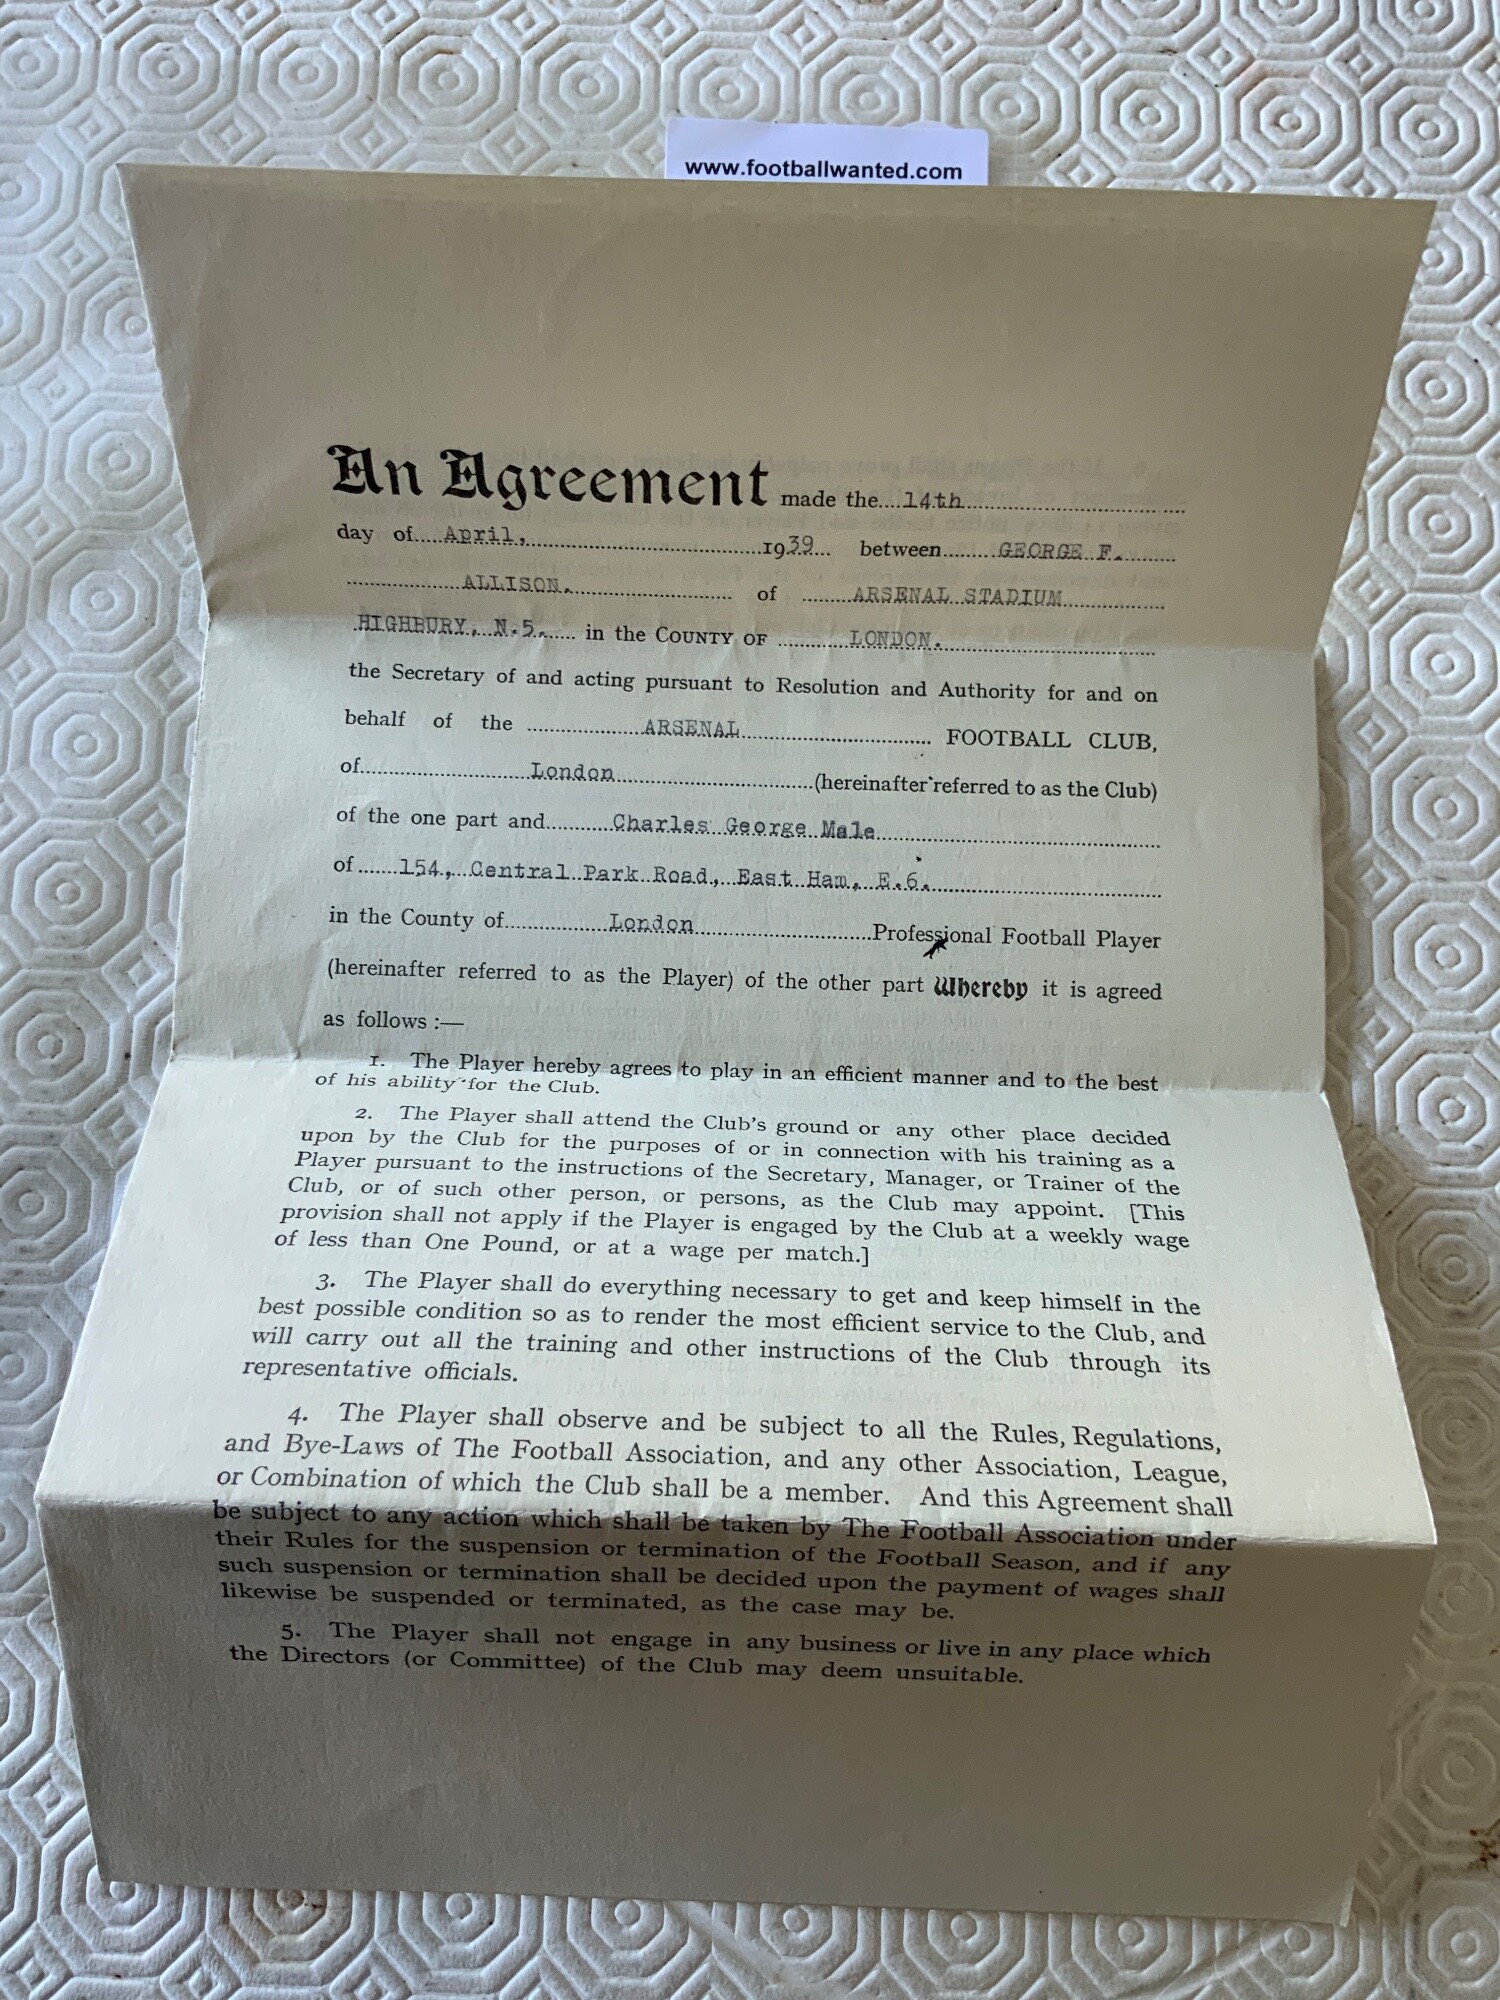 www.footballwanted.com
An Agreement made the....14th........................
day of....April,...............................1939... between.......GEORGE F.......
................ALLISON........................ of .......ARSENAL STADIUM..............
HIGHBURY, N.5...... in the COUNTY OF ..........LONDON..............................
the Secretary of and acting pursuant to Resolution and Authority for and on
behalf of the ................ARSENAL........................... FOOTBALL CLUB,
of.......................London............................(hereinafter referred to as the Club)
of the one part and..........Charles George Male........................................
of......154., Central Park Road, East Ham, E.6.................................
in the County of...............London.........................Professional Football Player
(hereinafter referred to as the Player) of the other part Whereby it is agreed
as follows :—
1. The Player hereby agrees to play in an efficient manner and to the best
of his ability for the Club.
2. The Player shall attend the Club's ground or any other place decided
upon by the Club for the purposes of or in connection with his training as a
Player pursuant to the instructions of the Secretary, Manager, or Trainer of the
Club, or of such other person, or persons, as the Club may appoint. [This
provision shall not apply if the Player is engaged by the Club at a weekly wage
of less than One Pound, or at a wage per match.]
3. The Player shall do everything necessary to get and keep himself in the
best possible condition so as to render the most efficient service to the Club, and
will carry out all the training and other instructions of the Club through its
representative officials.
4. The Player shall observe and be subject to all the Rules, Regulations,
and Bye-Laws of The Football Association, and any other Association, League,
or Combination of which the Club shall be a member. And this Agreement shall
be subject to any action which shall be taken by The Football Association under
their Rules for the suspension or termination of the Football Season, and if any
such suspension or termination shall be decided upon the payment of wages shall
likewise be suspended or terminated, as the case may be.
5. The Player shall not engage in any business or live in any place which
the Directors (or Committee) of the Club may deem unsuitable.